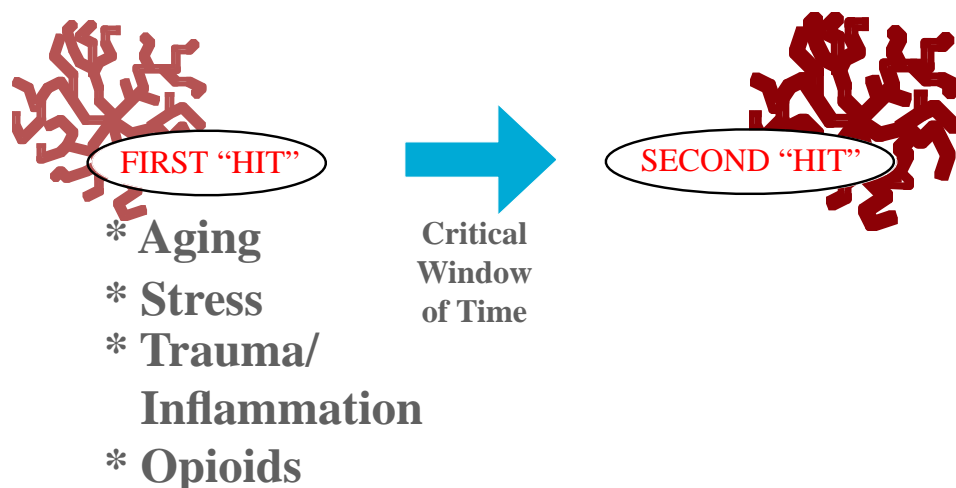 FIRST “HIT”
SECOND “HIT”
* Aging
* Stress
* Trauma/
Inflammation
* Opioids
Critical
Window
of Time